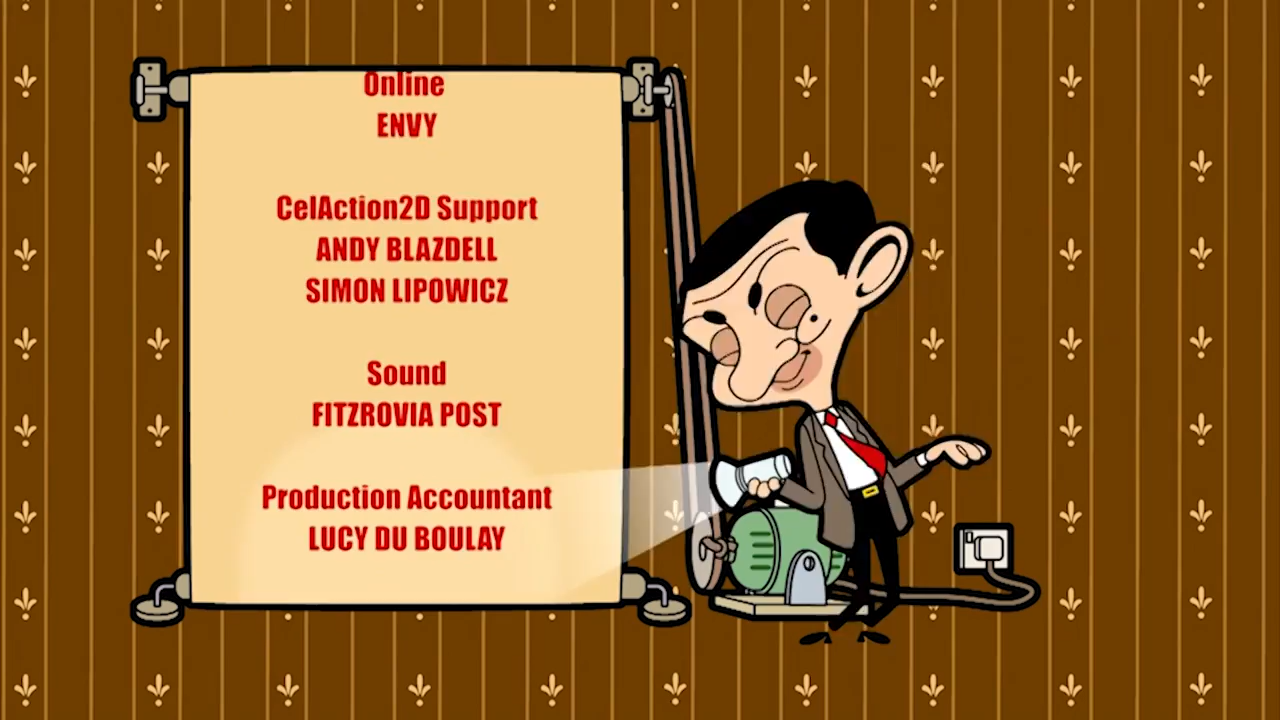 Online
ENVY
CelAction2D Support
ANDY BLAZDELL
SIMON LIPOWICZ
Sound
FITZROVIA POST
Production Accountant
LUCY DU BOULAY